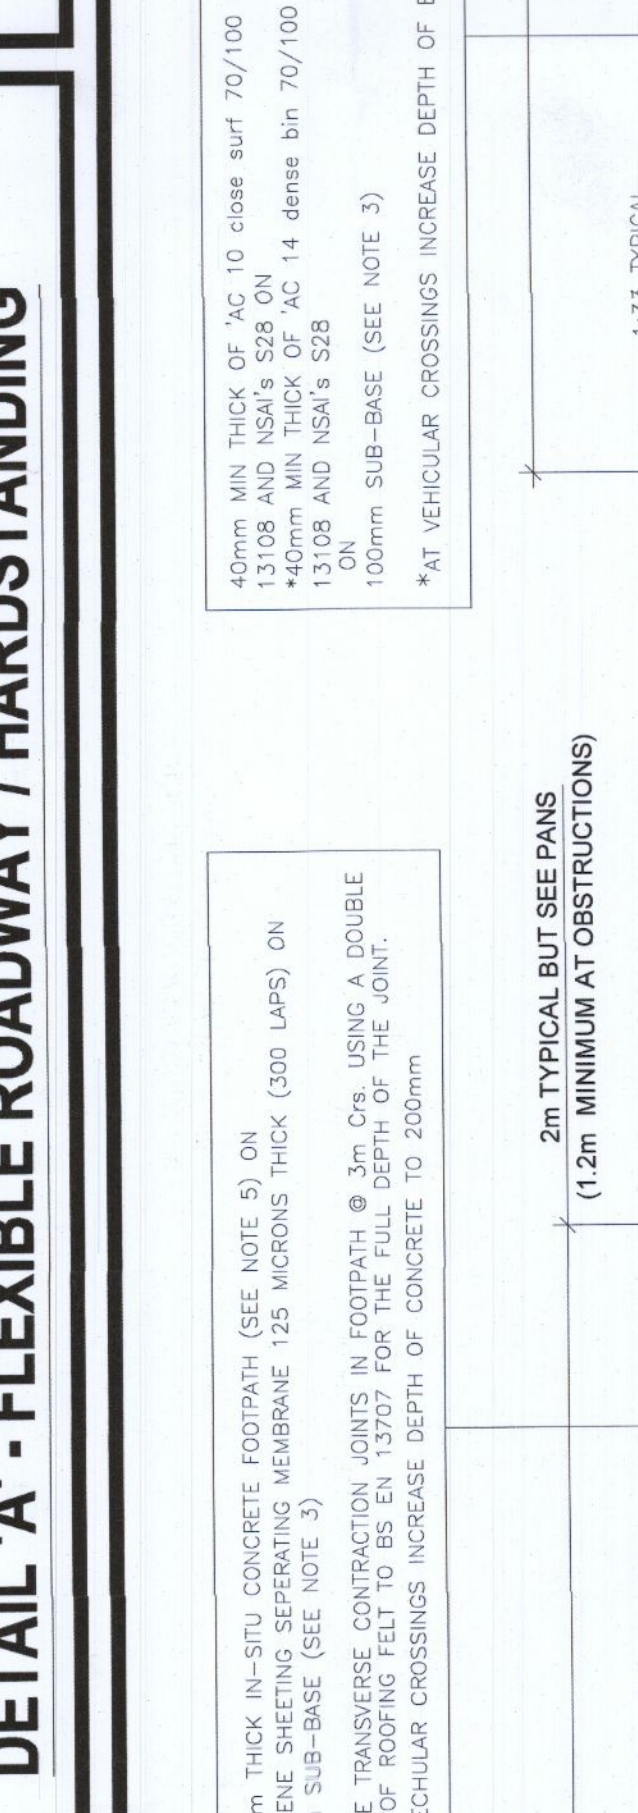 DETAIL 'A' - FLEXIBLE ROADWAY / HARDSTANDING
THICK IN-SITU CONCRETE FOOTPATH (SEE NOTE 5) ON
SHEETING SEPERATING MEMBRANE 125 MICRONS THICK (300 LAPS) ON
SUB-BASE (SEE NOTE 3)
TRANSVERSE CONTRACTION JOINTS IN FOOTPATH @ 3m Crs. USING A DOUBLE
OF ROOFING FELT TO BS EN 13707 FOR THE FULL DEPTH OF THE JOINT.
CROSSINGS INCREASE DEPTH OF CONCRETE TO 200mm
40mm MIN THICK OF 'AC 10 close surf 70/100
13108 AND NSAI's S28 ON
*40mm MIN THICK OF 'AC 14 dense bin 70/100
13108 AND NSAI's S28
ON
100mm SUB-BASE (SEE NOTE 3)
*AT VEHICULAR CROSSINGS INCREASE DEPTH OF
2m TYPICAL BUT SEE PANS
(1.2m MINIMUM AT OBSTRUCTIONS)